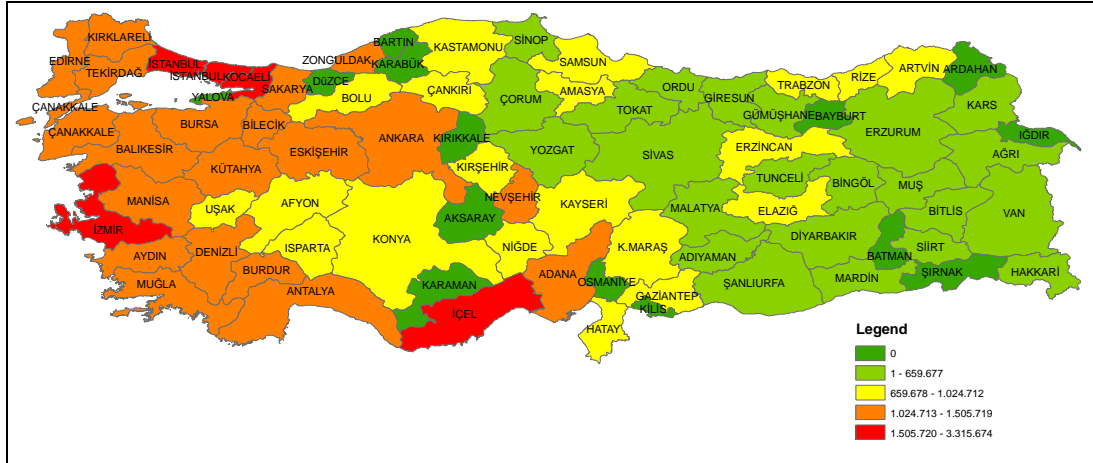 KIRKLARELİ
EDİRNE
TEKİRDAĞ
İSTANBUL
İSTANBUL
KOCAELİ
YALOVA
SAKARYA
DÜZCE
ZONGULDAK
BARTIN
KARABÜK
KASTAMONU
SİNOP
SAMSUN
BOLU
ÇANKIRI
AMASYA
ÇORUM
TOKAT
ORDU
GİRESUN
TRABZON
RİZE
ARTVİN
ARDAHAN
KARS
GÜMÜŞHANE
BAYBURT
ERZURUM
IĞDIR
AĞRI
ÇANAKKALE
ÇANAKKALE
BALIKESİR
BURSA
BİLECİK
ESKİŞEHİR
KÜTAHYA
ANKARA
KIRIKKALE
KIRŞEHİR
YOZGAT
SİVAS
ERZİNCAN
TUNCELİ
BİNGÖL
MUŞ
BİTLİS
VAN
MANİSA
UŞAK
AFYON
İZMİR
AYDIN
DENİZLİ
ISPARTA
BURDUR
MUĞLA
ANTALYA
KONYA
AKSARAY
NEVŞEHİR
NİĞDE
KAYSERİ
KARAMAN
İÇEL
ADANA
OSMANİYE
K.MARAŞ
MALATYA
ELAZIĞ
ADIYAMAN
DİYARBAKIR
BATMAN
SİİRT
ŞIRNAK
HAKKARİ
MARDİN
ŞANLIURFA
GAZİANTEP
KİLİS
HATAY
Legend
0
1 - 659.677
659.678 - 1.024.712
1.024.713 - 1.505.719
1.505.720 - 3.315.674